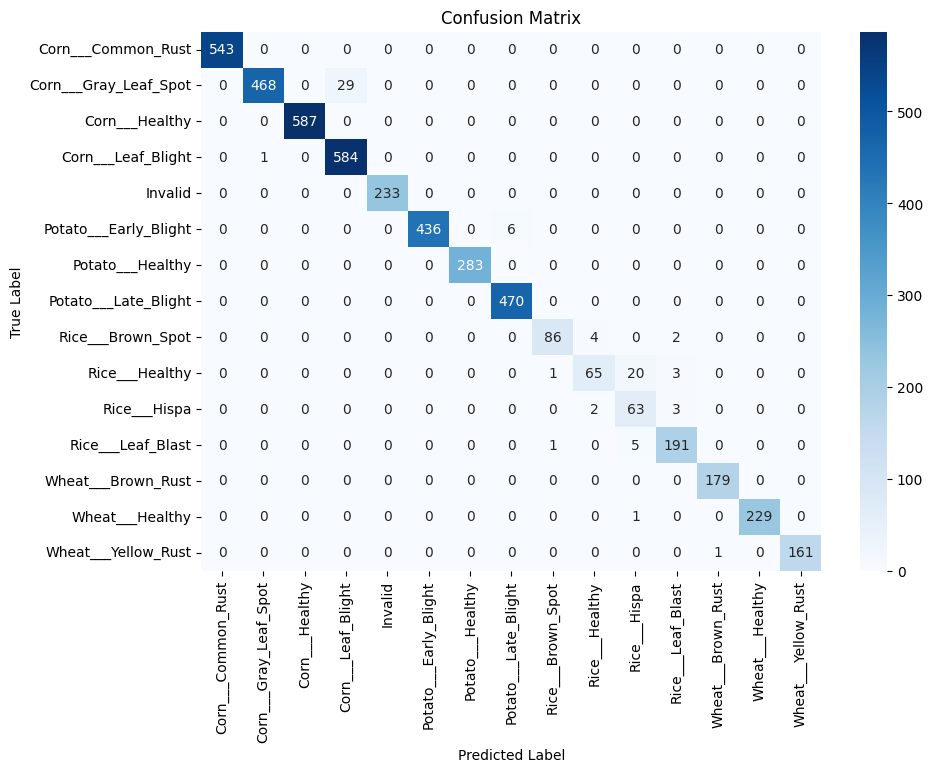 Confusion Matrix
Corn___Common_Rust 543 0 0 0 0 0 0 0 0 0 0 0 0 0 0
Corn___Gray_Leaf_Spot 0 468 0 29 0 0 0 0 0 0 0 0 0 0 0
Corn___Healthy 0 0 587 0 0 0 0 0 0 0 0 0 0 0 0
Corn___Leaf_Blight 0 1 0 584 0 0 0 0 0 0 0 0 0 0 0
Invalid 0 0 0 0 233 0 0 0 0 0 0 0 0 0 0
Potato___Early_Blight 0 0 0 0 0 436 0 6 0 0 0 0 0 0 0
Potato___Healthy 0 0 0 0 0 0 283 0 0 0 0 0 0 0 0
Potato___Late_Blight 0 0 0 0 0 0 0 470 0 0 0 0 0 0 0
Rice___Brown_Spot 0 0 0 0 0 0 0 0 86 4 0 2 0 0 0
Rice___Healthy 0 0 0 0 0 0 0 0 1 65 20 3 0 0 0
Rice___Hispa 0 0 0 0 0 0 0 0 0 2 63 3 0 0 0
Rice___Leaf_Blast 0 0 0 0 0 0 0 0 1 0 5 191 0 0 0
Wheat___Brown_Rust 0 0 0 0 0 0 0 0 0 0 0 0 179 0 0
Wheat___Healthy 0 0 0 0 0 0 0 0 0 0 1 0 0 229 0
Wheat___Yellow_Rust 0 0 0 0 0 0 0 0 0 0 0 0 1 0 161
True Label
Corn___Common_Rust
Corn___Gray_Leaf_Spot
Corn___Healthy
Corn___Leaf_Blight
Invalid
Potato___Early_Blight
Potato___Healthy
Potato___Late_Blight
Rice___Brown_Spot
Rice___Healthy
Rice___Hispa
Rice___Leaf_Blast
Wheat___Brown_Rust
Wheat___Healthy
Wheat___Yellow_Rust
Predicted Label
500
400
300
200
100
0